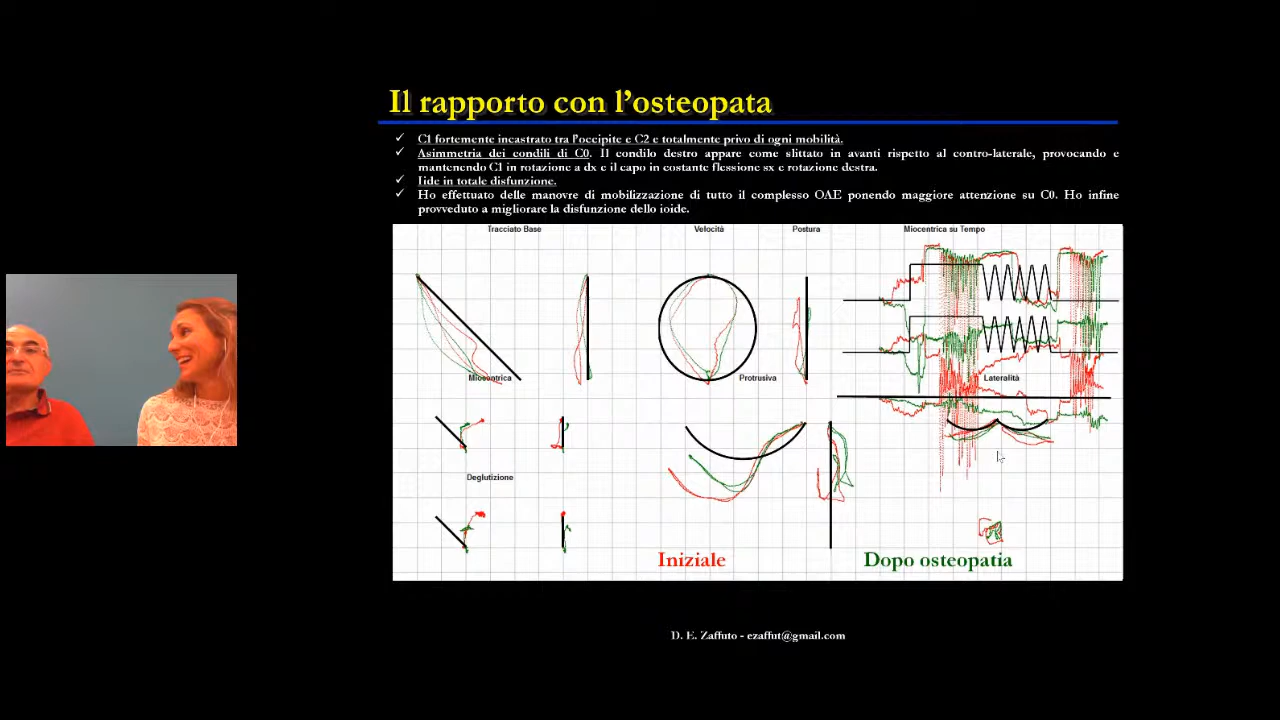 Il rapporto con l'osteopata
✓ C1 fortemente incastrato tra l'occipite e C2 e totalmente privo di ogni mobilità.
✓ Asimmetria dei condili di C0. Il condilo destro appare come slittato in avanti rispetto al contro-laterale, provocando e
mantenendo C1 in rotazione a dx e il capo in costante flessione sx e rotazione destra.
✓ Iide in totale disfunzione.
✓ Ho effettuato delle manovre di mobilizzazione di tutto il complesso OAE ponendo maggiore attenzione su C0. Ho infine
provveduto a migliorare la disfunzione dello ioide.
Tracciato Base Velocità Postura Miocentrica su Tempo
Miocentrica Protrusiva Lateralità
Deglutizione
Iniziale Dopo osteopatia
D. E. Zaffuto - ezaffut@gmail.com